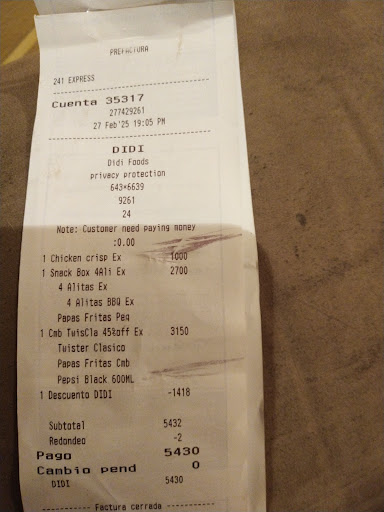 PREFACTURA
241 EXPRESS
Cuenta 35317
277429261
27 Feb'25 19:05 PM
DIDI
Didi Foods
privacy protection
643*6639
9261
24
Note: Customer need paying money
:0.00
1 Chicken crisp Ex 1000
1 Snack Box 4Ali Ex 2700
4 Alitas Ex
4 Alitas BBQ Ex
Papas Fritas Peq
1 Cmb TwisCla 45%off Ex 3150
Twister Clasico
Papas Fritas Cmb
Pepsi Black 600ML
1 Descuento DIDI -1418
Subtotal 5432
Redondeo -2
Pago 5430
Cambio pend 0
DIDI 5430
---------- Factura cerrada ----------